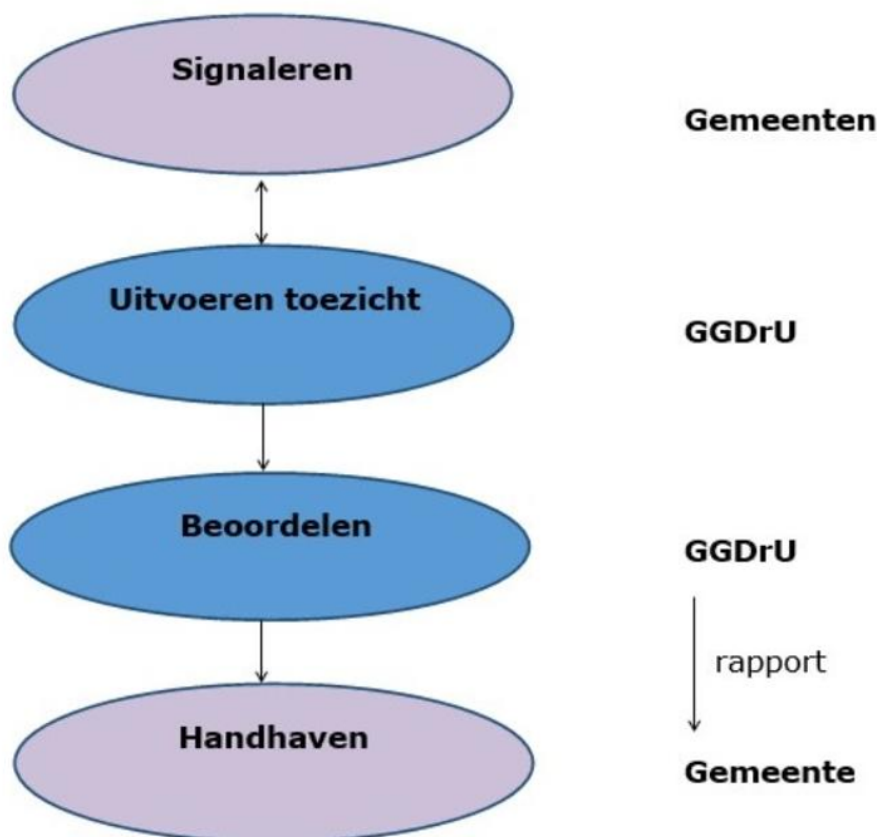 Signaleren
Gemeenten
Uitvoeren toezicht
GGDrU
Beoordelen
GGDrU
rapport
Handhaven
Gemeente